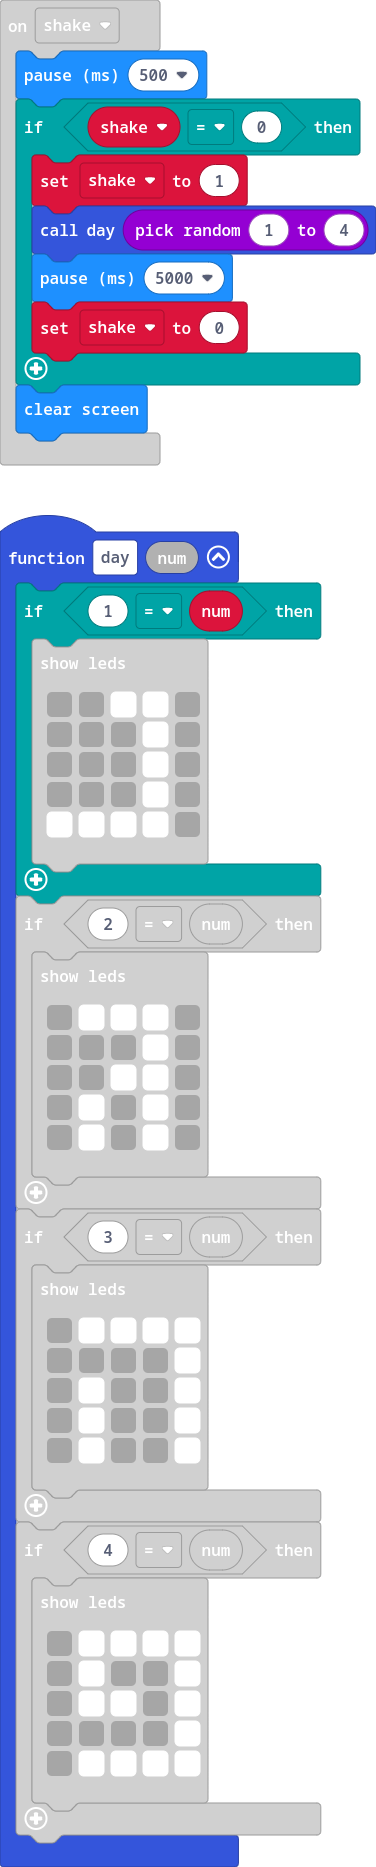 on shake
pause (ms) 500
if shake = 0 then
set shake to 1
call day pick random 1 to 4
pause (ms) 5000
set shake to 0
clear screen
function day num
if 1 = num then
show leds
if 2 = num then
show leds
if 3 = num then
show leds
if 4 = num then
show leds